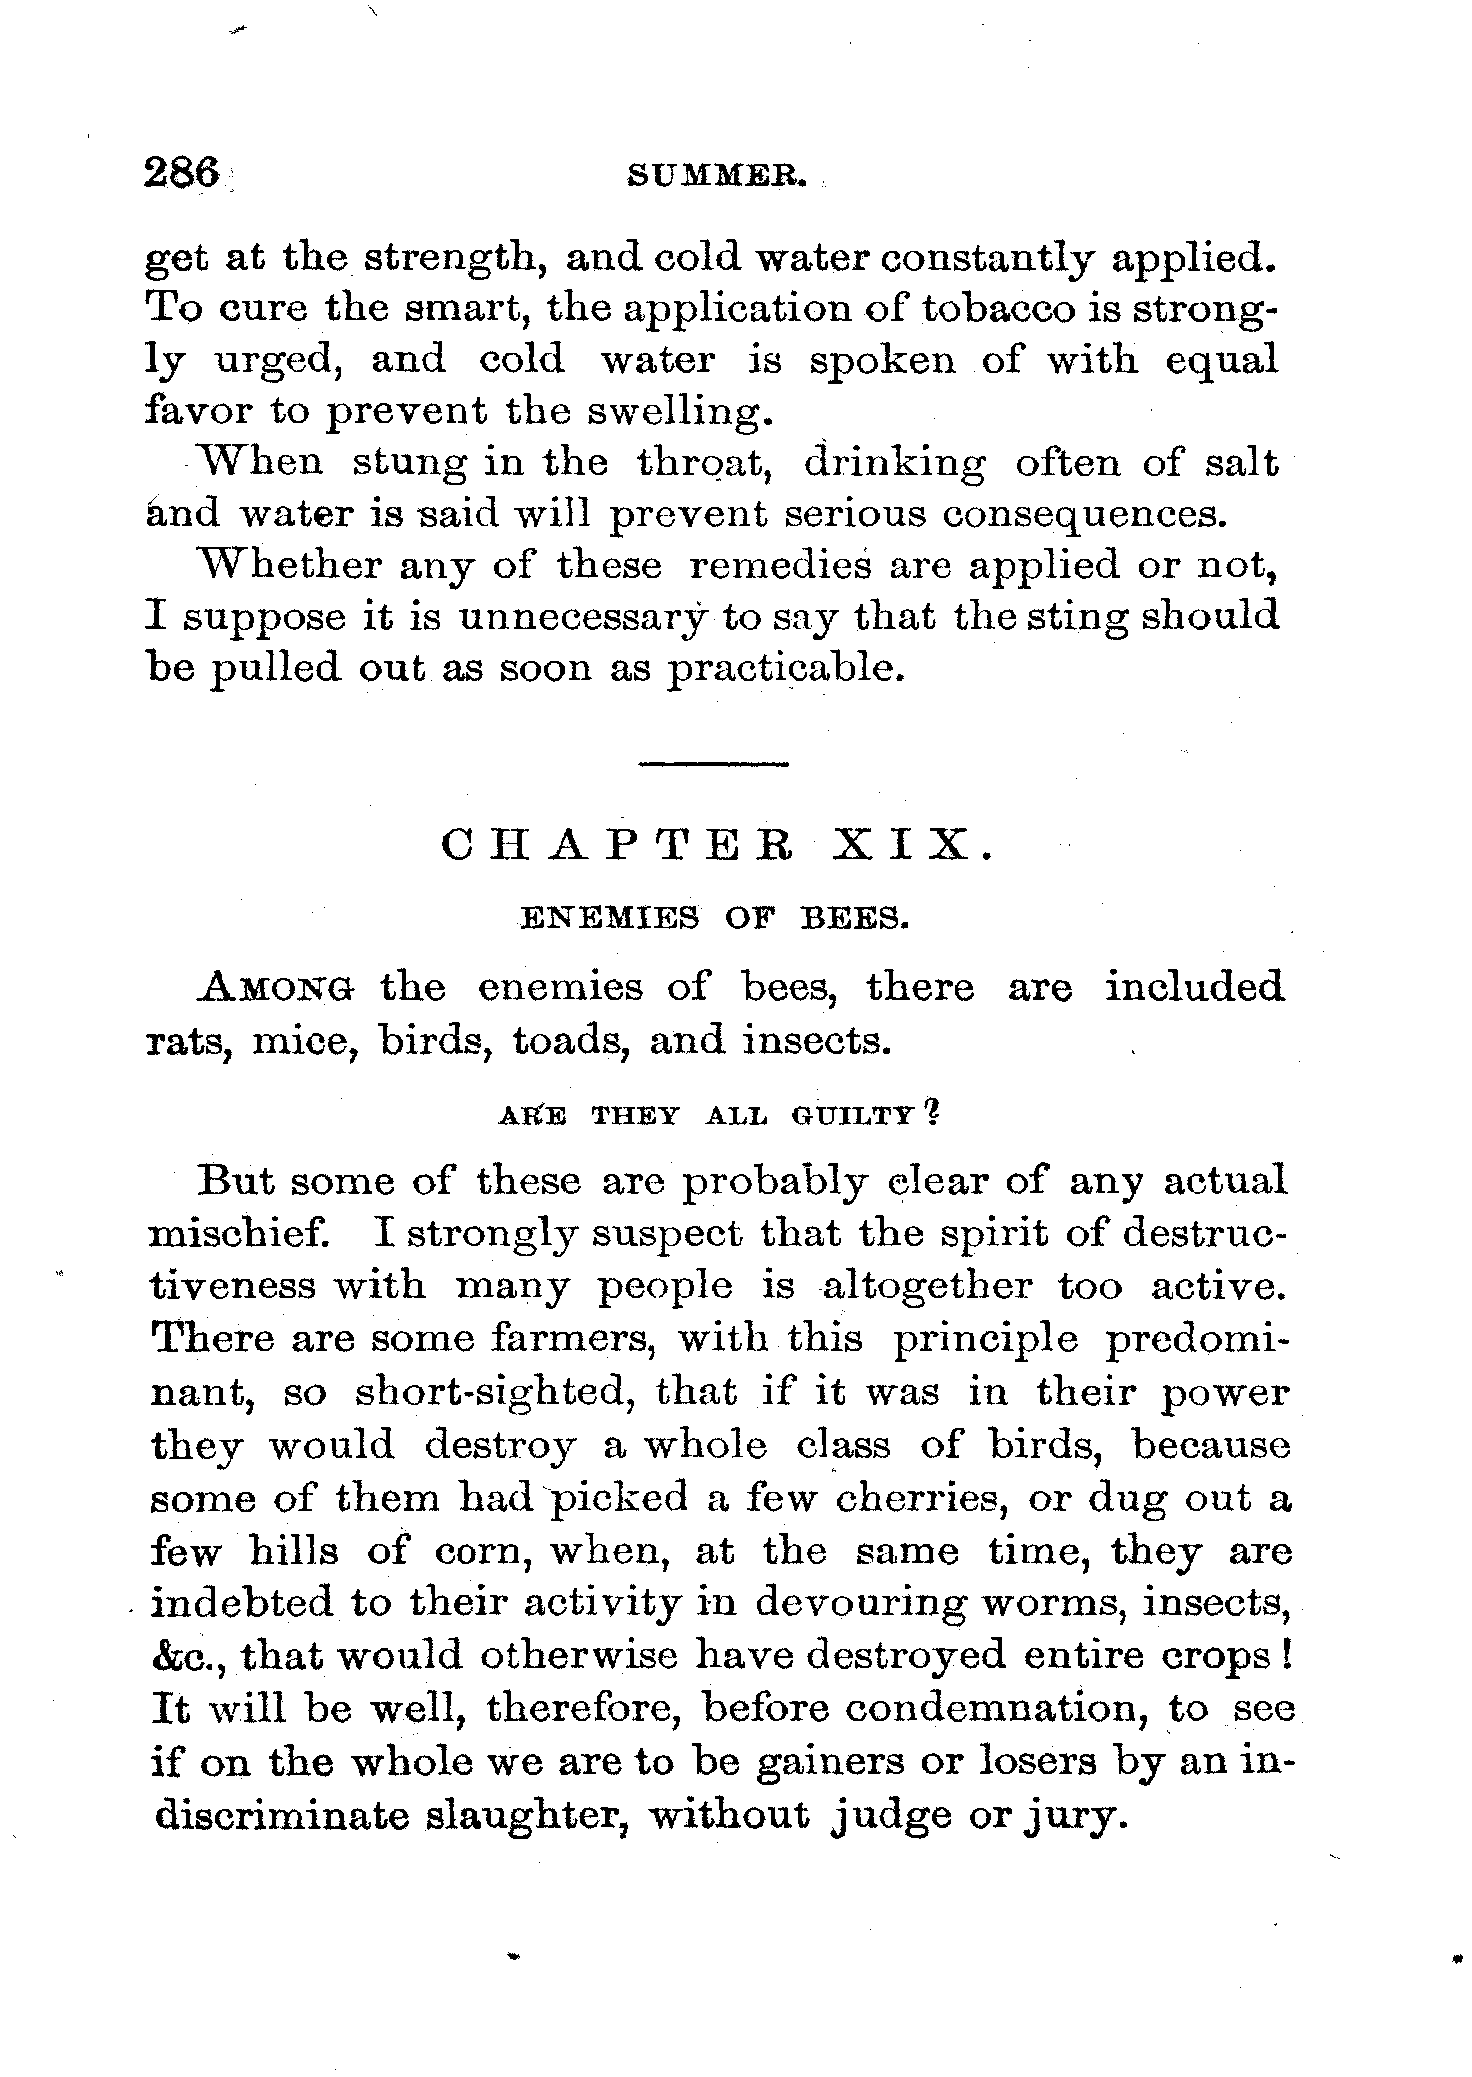 286 SUMMER.
get at the strength, and cold water constantly applied.
To cure the smart, the application of tobacco is strong-
ly urged, and cold water is spoken of with equal
favor to prevent the swelling.
When stung in the throat, drinking often of salt
and water is said will prevent serious consequences.
Whether any of these remedies are applied or not,
I suppose it is unnecessary to say that the sting should
be pulled out as soon as practicable.
CHAPTER XIX.
ENEMIES OF BEES.
AMONG the enemies of bees, there are included
rats, mice, birds, toads, and insects.
ARE THEY ALL GUILTY?
But some of these are probably clear of any actual
mischief. I strongly suspect that the spirit of destruc-
tiveness with many people is altogether too active.
There are some farmers, with this principle predomi-
nant, so short-sighted, that if it was in their power
they would destroy a whole class of birds, because
some of them had picked a few cherries, or dug out a
few hills of corn, when, at the same time, they are
indebted to their activity in devouring worms, insects,
&c., that would otherwise have destroyed entire crops!
It will be well, therefore, before condemnation, to see
if on the whole we are to be gainers or losers by an in-
discriminate slaughter, without judge or jury.